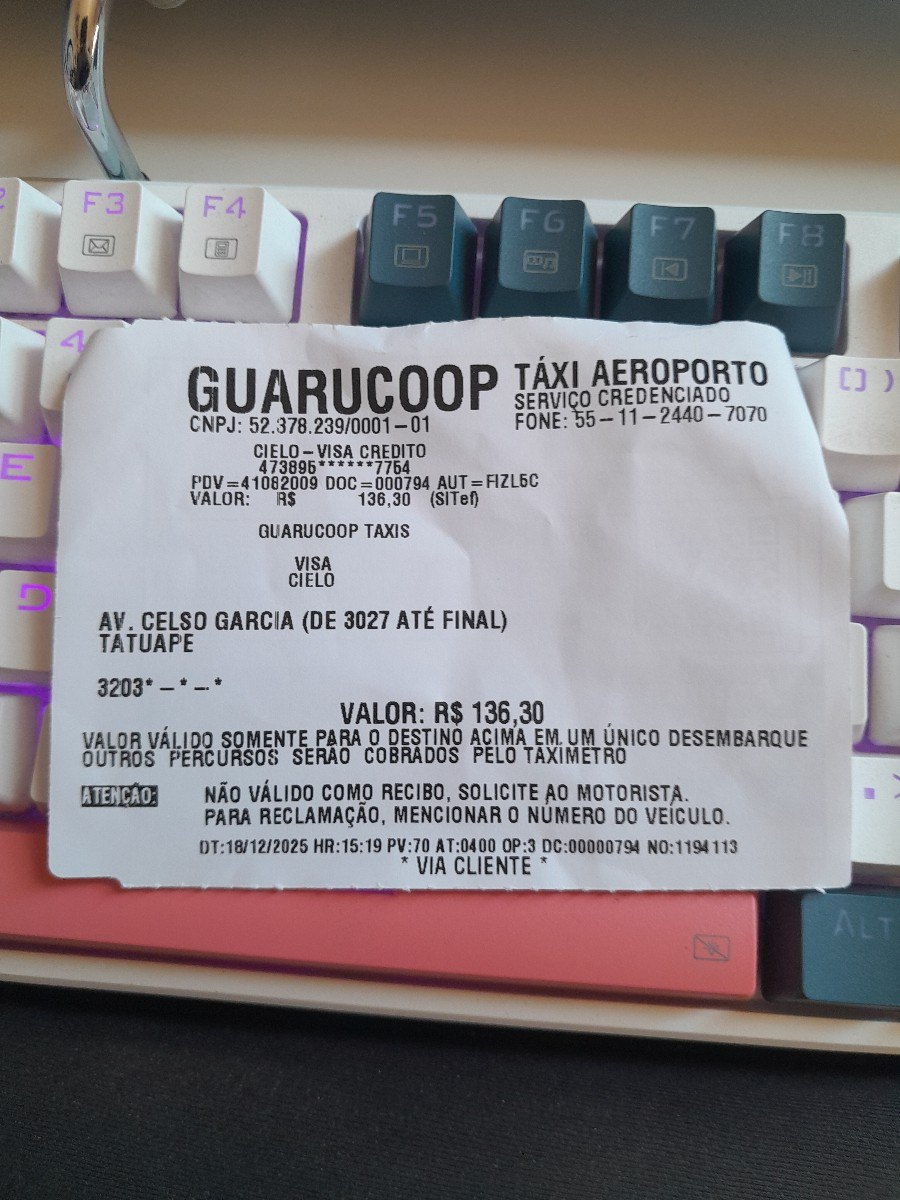 F3
F4
F5
F6
F7
F8
4
E
D
GUARUCOOP
TÁXI AEROPORTO
SERVIÇO CREDENCIADO
CNPJ: 52.378.239/0001-01
FONE: 55-11-2440-7070
CIELO-VISA CREDITO
473895******7754
PDV=41082009 DOC=000794 AUT=FIZL5C
VALOR: R$ 136,30 (SITef)
GUARUCOOP TAXIS
VISA
CIELO
AV. CELSO GARCIA (DE 3027 ATÉ FINAL)
TATUAPE
3203*-*-.*
VALOR: R$ 136,30
VALOR VÁLIDO SOMENTE PARA O DESTINO ACIMA EM UM ÚNICO DESEMBARQUE
OUTROS PERCURSOS SERÃO COBRADOS PELO TAXIMETRO
ATENÇÃO:
NÃO VÁLIDO COMO RECIBO, SOLICITE AO MOTORISTA.
PARA RECLAMAÇÃO, MENCIONAR O NÚMERO DO VEÍCULO.
DT:18/12/2025 HR:15:19 PV:70 AT:0400 OP:3 DC:00000794 NO:1194113
* VIA CLIENTE *
ALT